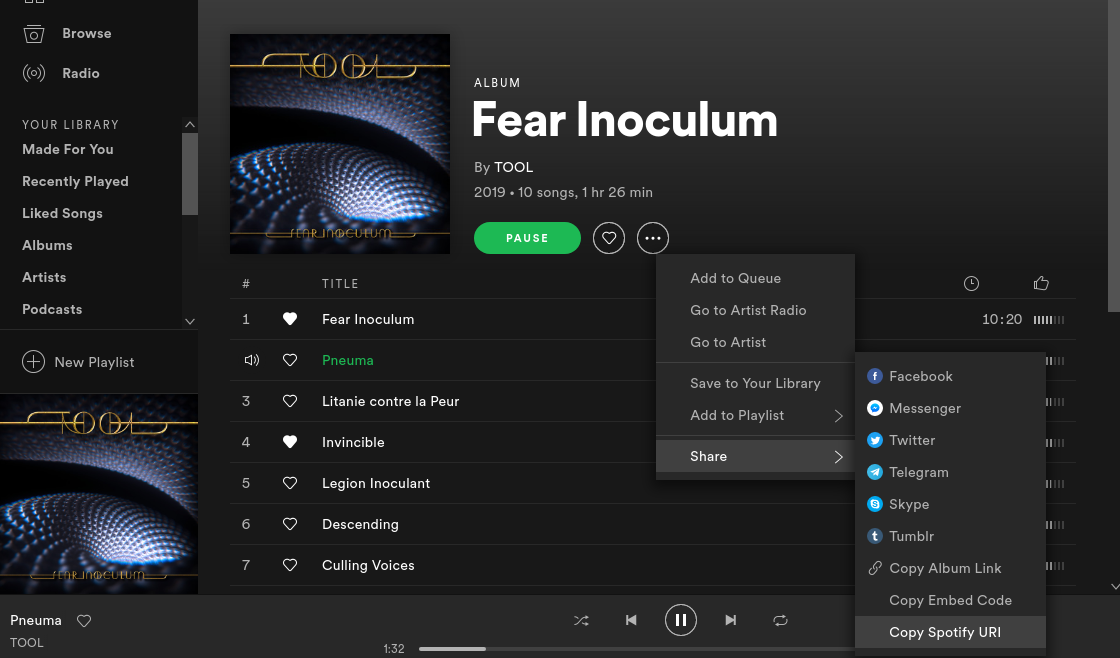 Browse
Radio
YOUR LIBRARY
Made For You
Recently Played
Liked Songs
Albums
Artists
Podcasts
New Playlist
TOOL
FEAR INOCULUM
Pneuma
TOOL
TOOL
FEAR INOCULUM
ALBUM
Fear Inoculum
By TOOL
2019 • 10 songs, 1 hr 26 min
PAUSE
# TITLE
1 Fear Inoculum 10:20
Pneuma
3 Litanie contre la Peur
4 Invincible
5 Legion Inoculant
6 Descending
7 Culling Voices
Add to Queue
Go to Artist Radio
Go to Artist
Save to Your Library
Add to Playlist
Share
Facebook
Messenger
Twitter
Telegram
Skype
Tumblr
Copy Album Link
Copy Embed Code
Copy Spotify URI
1:32